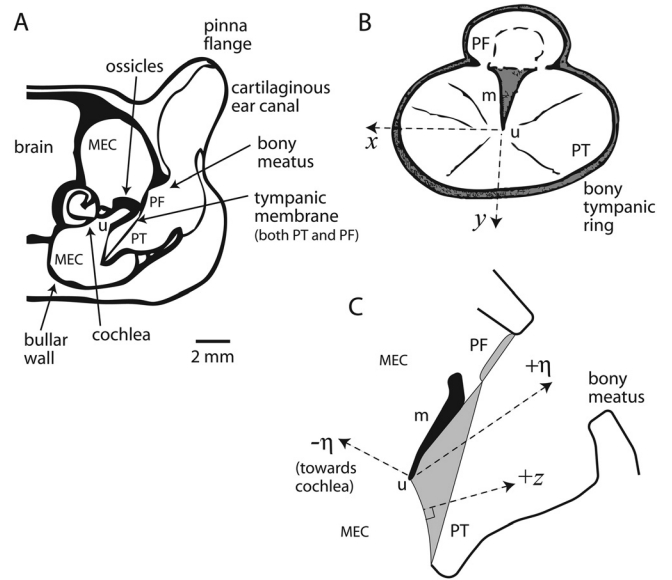 A
pinna
flange
ossicles
cartilaginous
ear canal
brain
MEC
bony
meatus
PF
tympanic
membrane
(both PT and PF)
u
PT
MEC
bullar
wall
cochlea
2 mm
B
PF
m
u
x
PT
y
bony
tympanic
ring
C
PF
MEC
+η
bony
meatus
m
-η
(towards
cochlea)
u
+z
MEC
PT